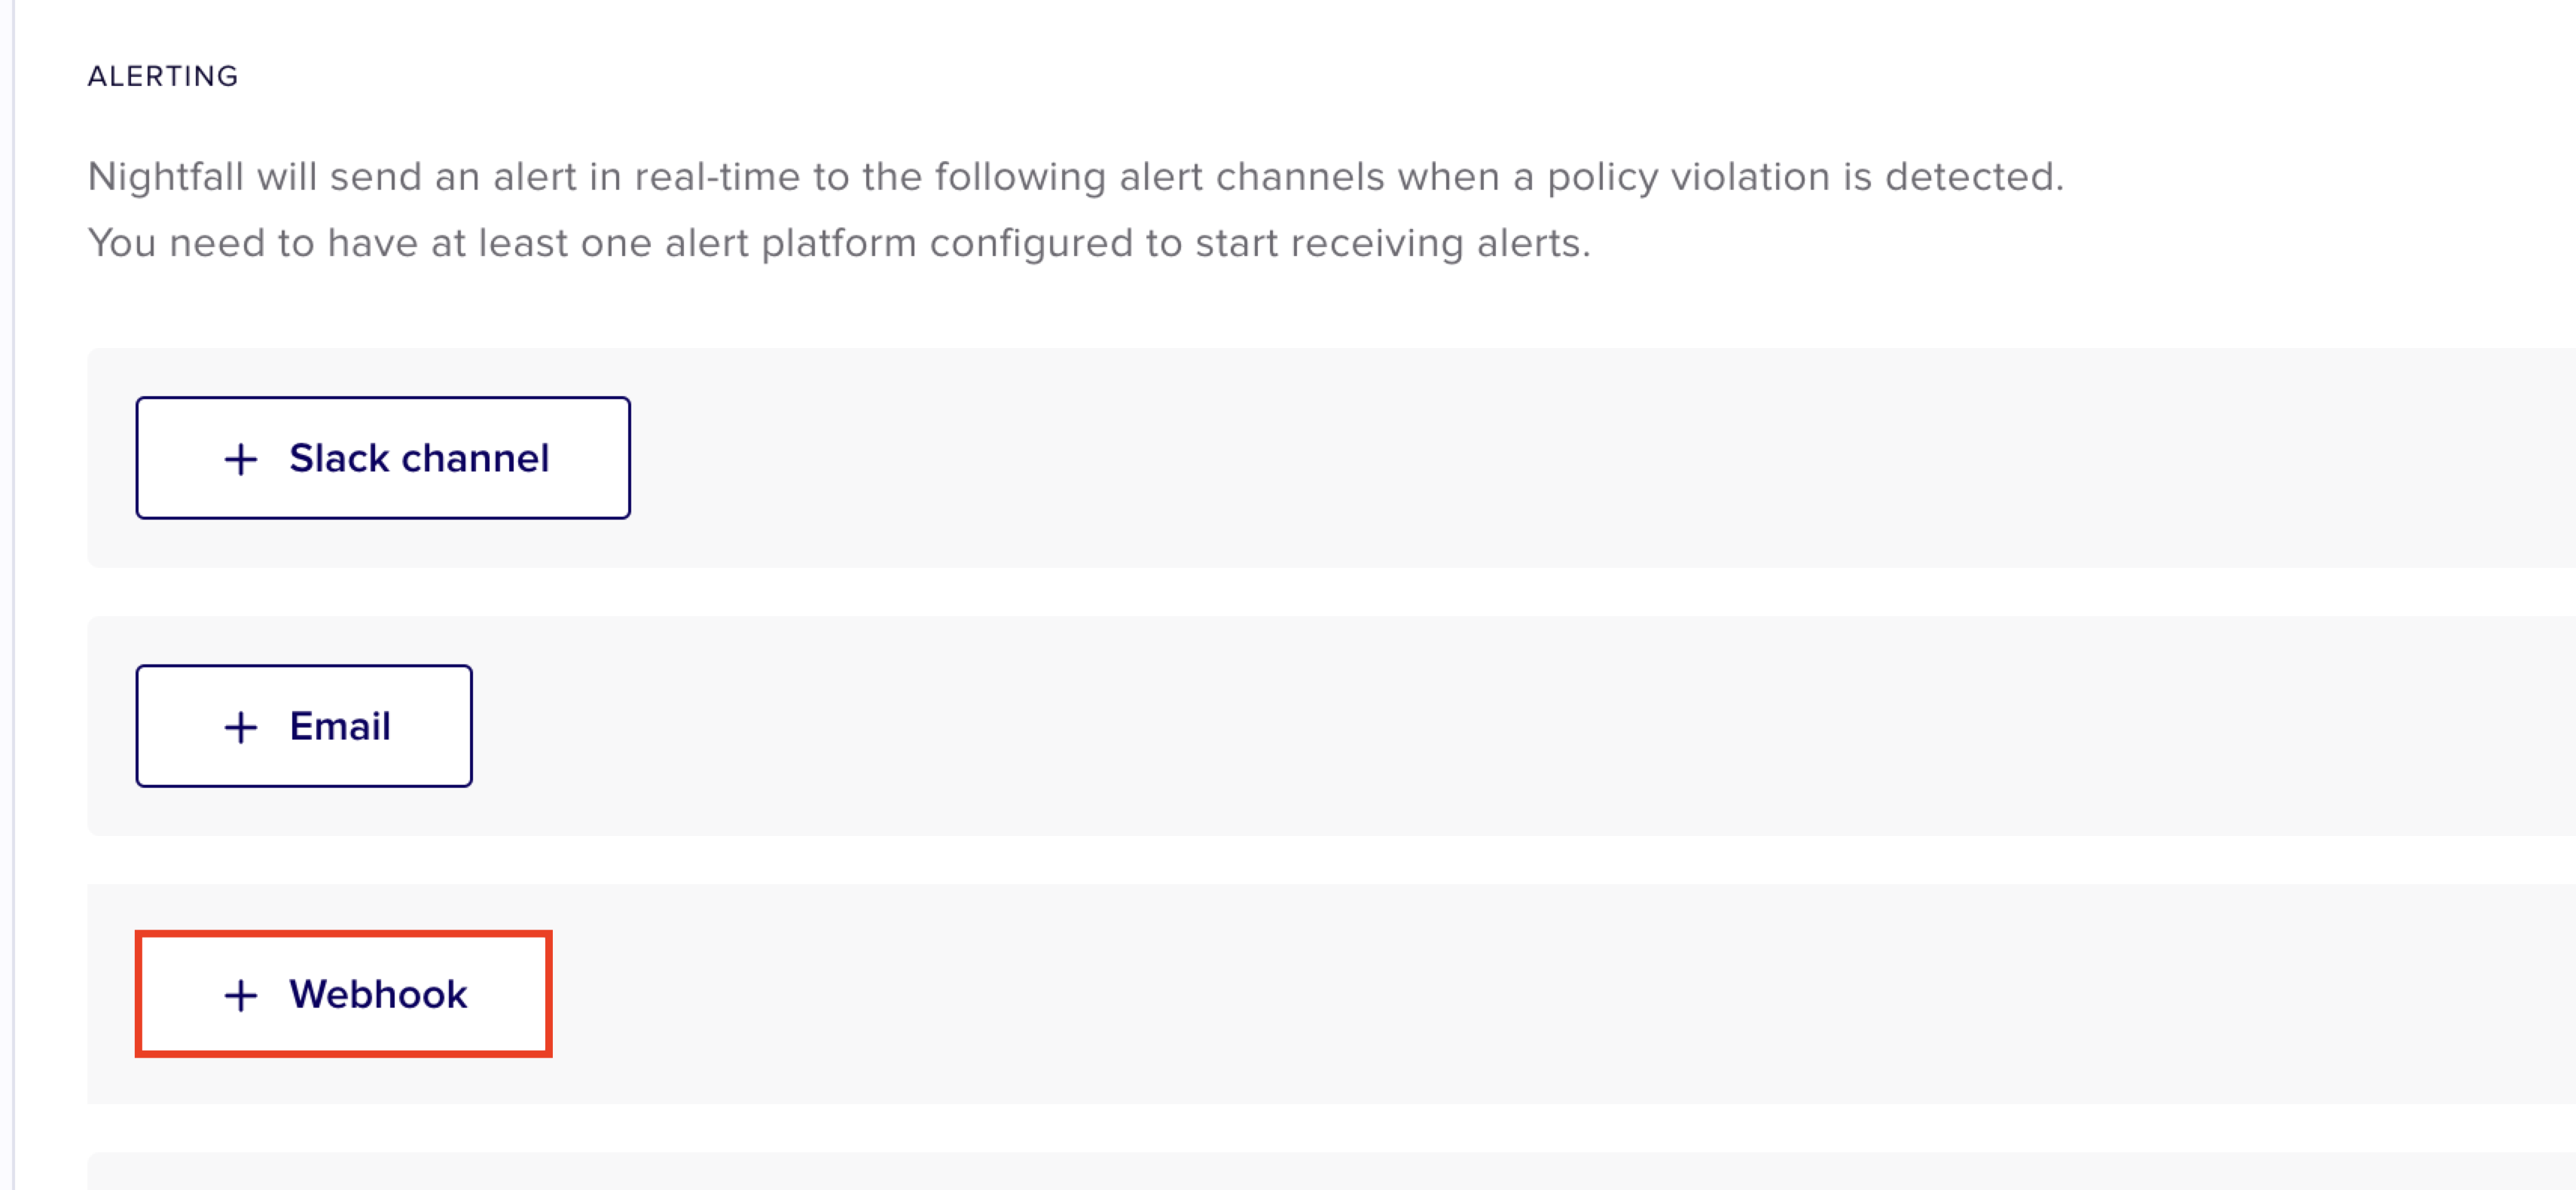 ALERTING
Nightfall will send an alert in real-time to the following alert channels when a policy violation is detected.
You need to have at least one alert platform configured to start receiving alerts.
+ Slack channel
+ Email
+ Webhook